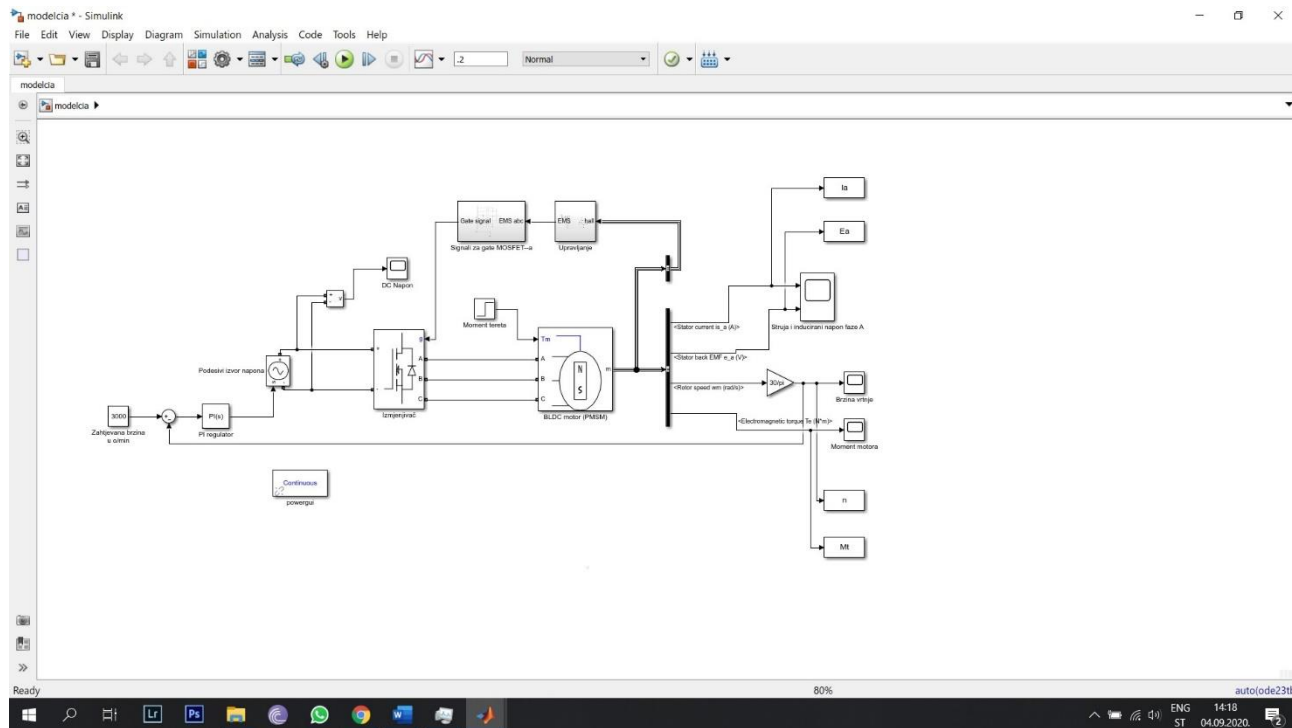 modelcia * - Simulink
File Edit View Display Diagram Simulation Analysis Code Tools Help
.2
Normal
modelcia
modelcia
Ia
Gate signal EMS abc
EMS hall
Signali za gate MOSFET--a
Upravljanje
Ea
DC Napon
+
-
v
Moment tereta
<Stator current is_a (A)>
Struja i inducirani napon faze A
Tm
g
+
A
A
N
S
m
<Stator back EMF e_a (V)>
Podesivi izvor napona
B
B
<Rotor speed wm (rad/s)>
30/pi
-
C
C
Brzina vrtnje
3000
PI(s)
Izmjenjivač
BLDC motor (PMSM)
<Electromagnetic torque Te (N*m)>
Zahtjevana brzina
u o/min
PI regulator
Moment motora
Continuous
powergui
n
Mt
Ready
80%
auto(ode23tb
Lr
Ps
ENG
ST
14:18
04.09.2020.
2